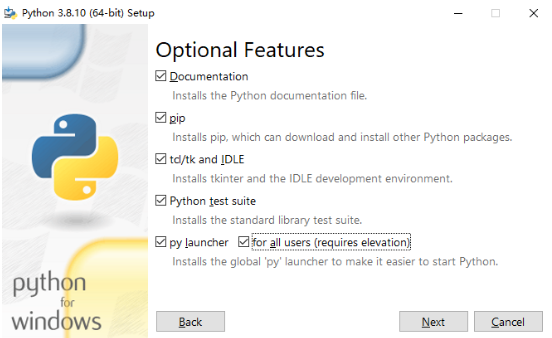 Python 3.8.10 (64-bit) Setup
Optional Features
Documentation
Installs the Python documentation file.
pip
Installs pip, which can download and install other Python packages.
tcl/tk and IDLE
Installs tkinter and the IDLE development environment.
Python test suite
Installs the standard library test suite.
py launcher for all users (requires elevation)
Installs the global 'py' launcher to make it easier to start Python.
python
for
windows
Back Next Cancel